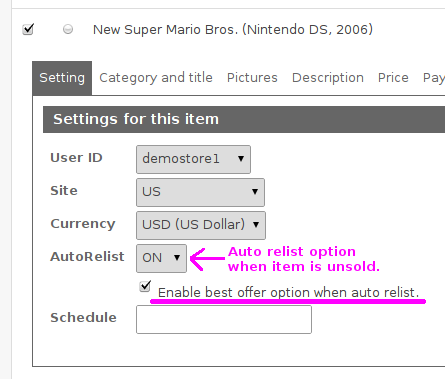 New Super Mario Bros. (Nintendo DS, 2006)
Setting Category and title Pictures Description Price Pay
Settings for this item
User ID demostore1
Site US
Currency USD (US Dollar)
AutoRelist ON
Auto relist option
when item is unsold.
Enable best offer option when auto relist.
Schedule